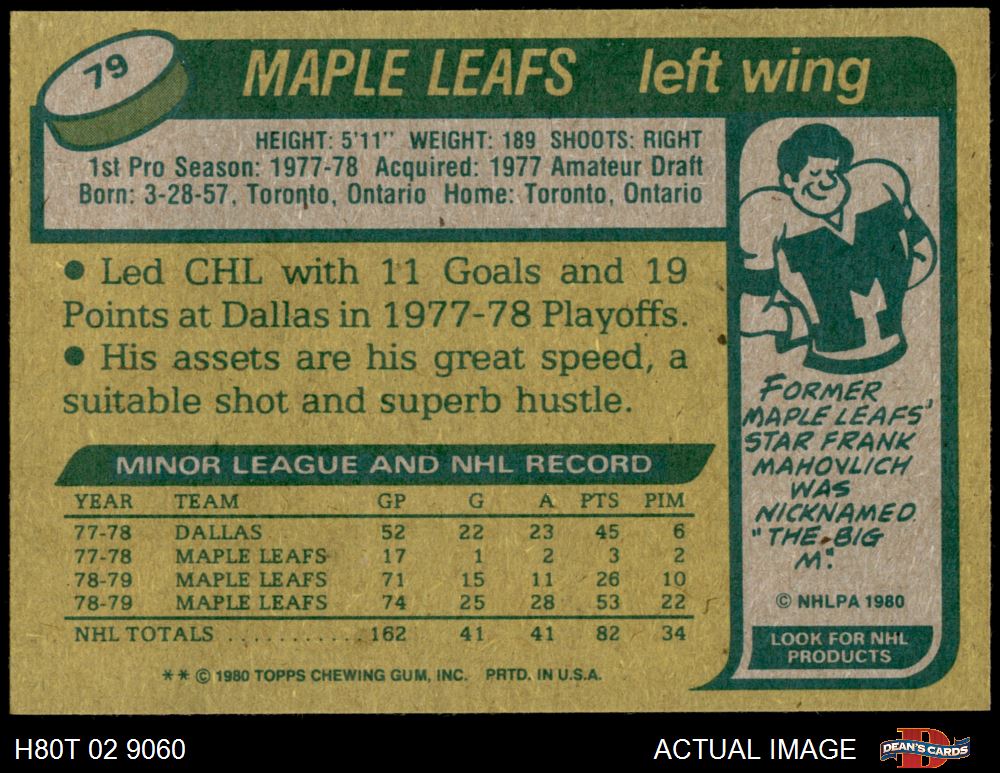 79
MAPLE LEAFS left wing
HEIGHT: 5'11" WEIGHT: 189 SHOOTS: RIGHT
1st Pro Season: 1977-78 Acquired: 1977 Amateur Draft
Born: 3-28-57, Toronto, Ontario Home: Toronto, Ontario
• Led CHL with 11 Goals and 19
Points at Dallas in 1977-78 Playoffs.
• His assets are his great speed, a
suitable shot and superb hustle.
MINOR LEAGUE AND NHL RECORD
YEAR TEAM GP G A PTS PIM
77-78 DALLAS 52 22 23 45 6
77-78 MAPLE LEAFS 17 1 2 3 2
78-79 MAPLE LEAFS 71 15 11 26 10
78-79 MAPLE LEAFS 74 25 28 53 22
NHL TOTALS ........... 162 41 41 82 34
** © 1980 TOPPS CHEWING GUM, INC. PRTD. IN U.S.A.
M
FORMER
MAPLE LEAFS'
STAR FRANK
MAHOVLICH
WAS
NICKNAMED
"THE BIG
M."
© NHLPA 1980
LOOK FOR NHL
PRODUCTS
H80T 02 9060
ACTUAL IMAGE
DEAN'S CARDS